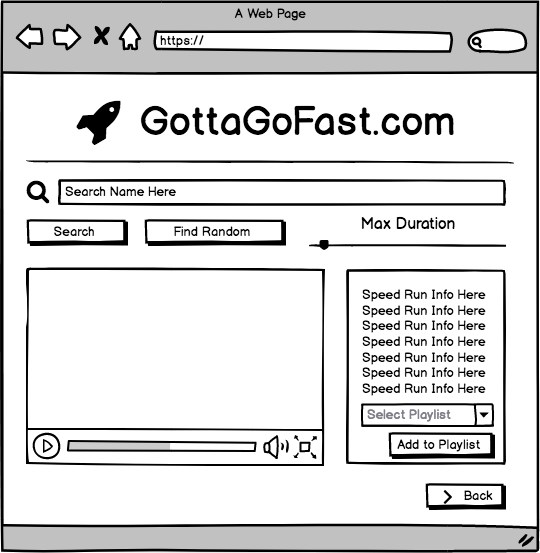 A Web Page
https://
GottaGoFast.com
Search Name Here
Search
Find Random
Max Duration
Speed Run Info Here
Speed Run Info Here
Speed Run Info Here
Speed Run Info Here
Speed Run Info Here
Speed Run Info Here
Speed Run Info Here
Select Playlist
Add to Playlist
Back